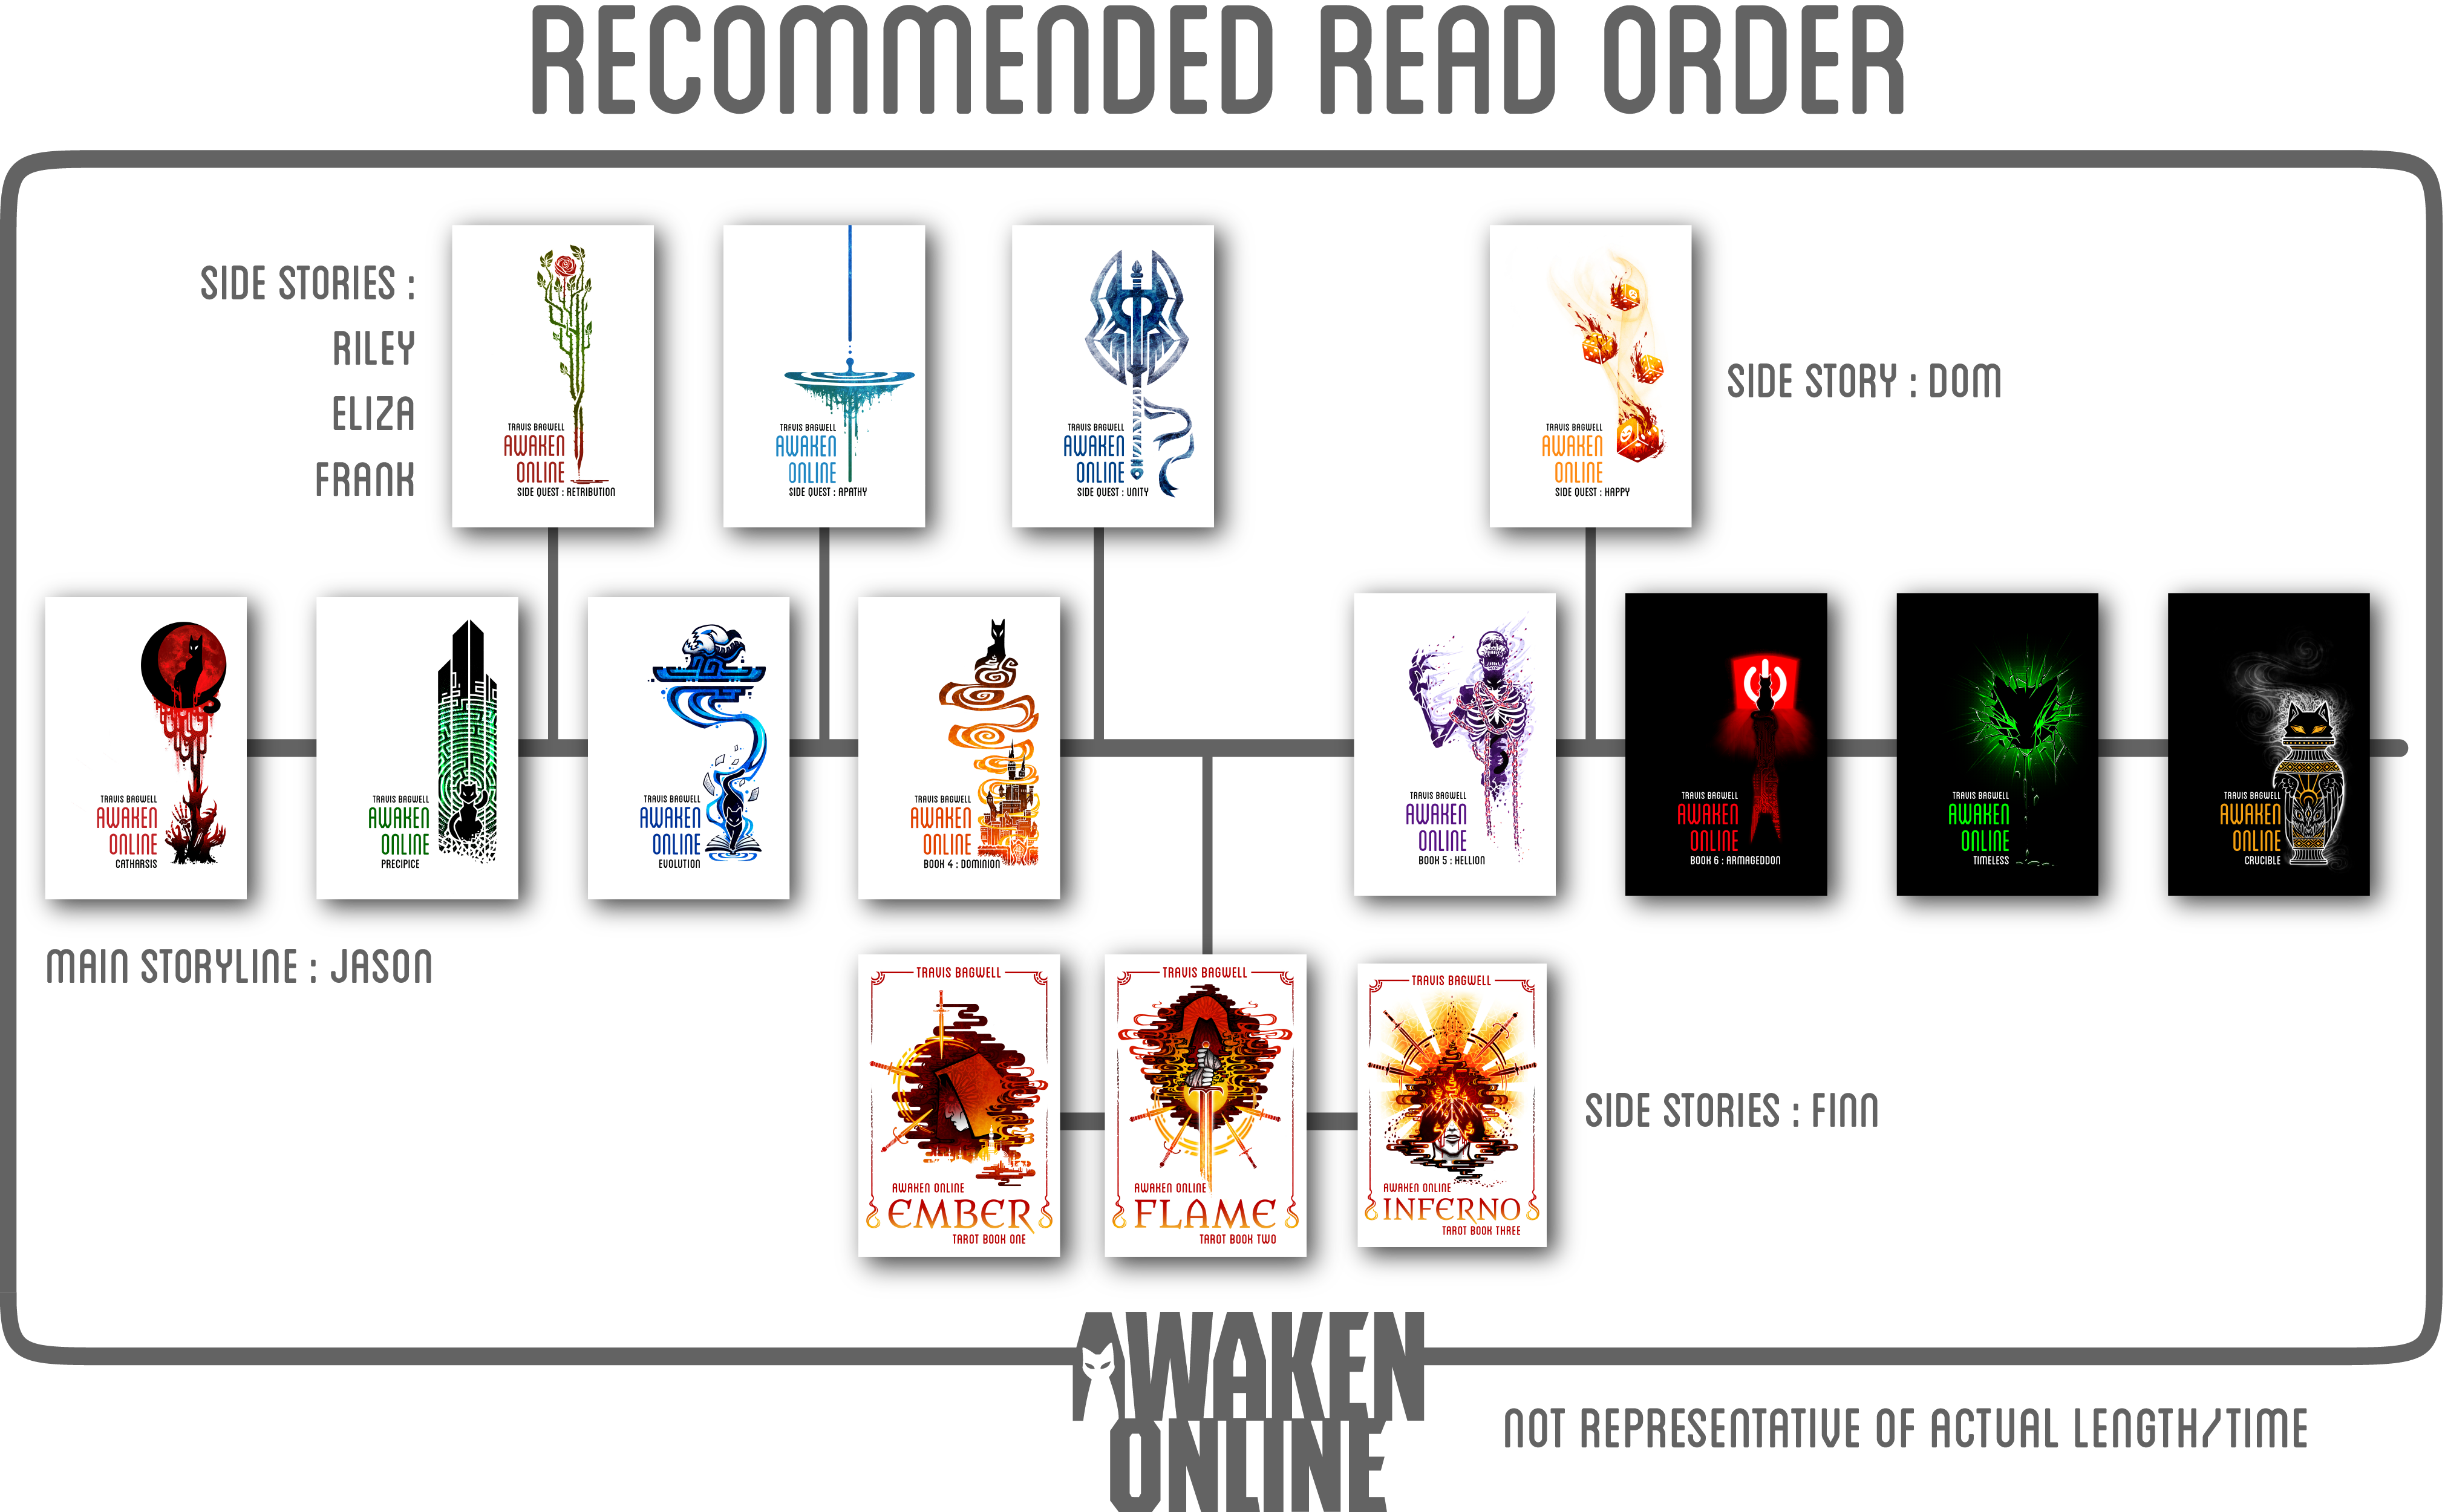 RECOMMENDED READ ORDER
SIDE STORIES :
RILEY
ELIZA
FRANK
TRAVIS BAGWELL
AWAKEN
ONLINE
SIDE QUEST : RETRIBUTION
TRAVIS BAGWELL
AWAKEN
ONLINE
SIDE QUEST : APATHY
TRAVIS BAGWELL
AWAKEN
ONLINE
SIDE QUEST : UNITY
TRAVIS BAGWELL
AWAKEN
ONLINE
SIDE QUEST : HAPPY
SIDE STORY : DOM
TRAVIS BAGWELL
AWAKEN
ONLINE
CATHARSIS
TRAVIS BAGWELL
AWAKEN
ONLINE
PRECIPICE
TRAVIS BAGWELL
AWAKEN
ONLINE
EVOLUTION
TRAVIS BAGWELL
AWAKEN
ONLINE
BOOK 4 : DOMINION
TRAVIS BAGWELL
AWAKEN
ONLINE
BOOK 5 : HELLION
TRAVIS BAGWELL
AWAKEN
ONLINE
BOOK 6 : ARMAGEDDON
TRAVIS BAGWELL
AWAKEN
ONLINE
TIMELESS
TRAVIS BAGWELL
AWAKEN
ONLINE
CRUCIBLE
MAIN STORYLINE : JASON
TRAVIS BAGWELL
AWAKEN ONLINE
EMBER
TAROT BOOK ONE
TRAVIS BAGWELL
AWAKEN ONLINE
FLAME
TAROT BOOK TWO
TRAVIS BAGWELL
AWAKEN ONLINE
INFERNO
TAROT BOOK THREE
SIDE STORIES : FINN
AWAKEN
ONLINE
NOT REPRESENTATIVE OF ACTUAL LENGTH/TIME